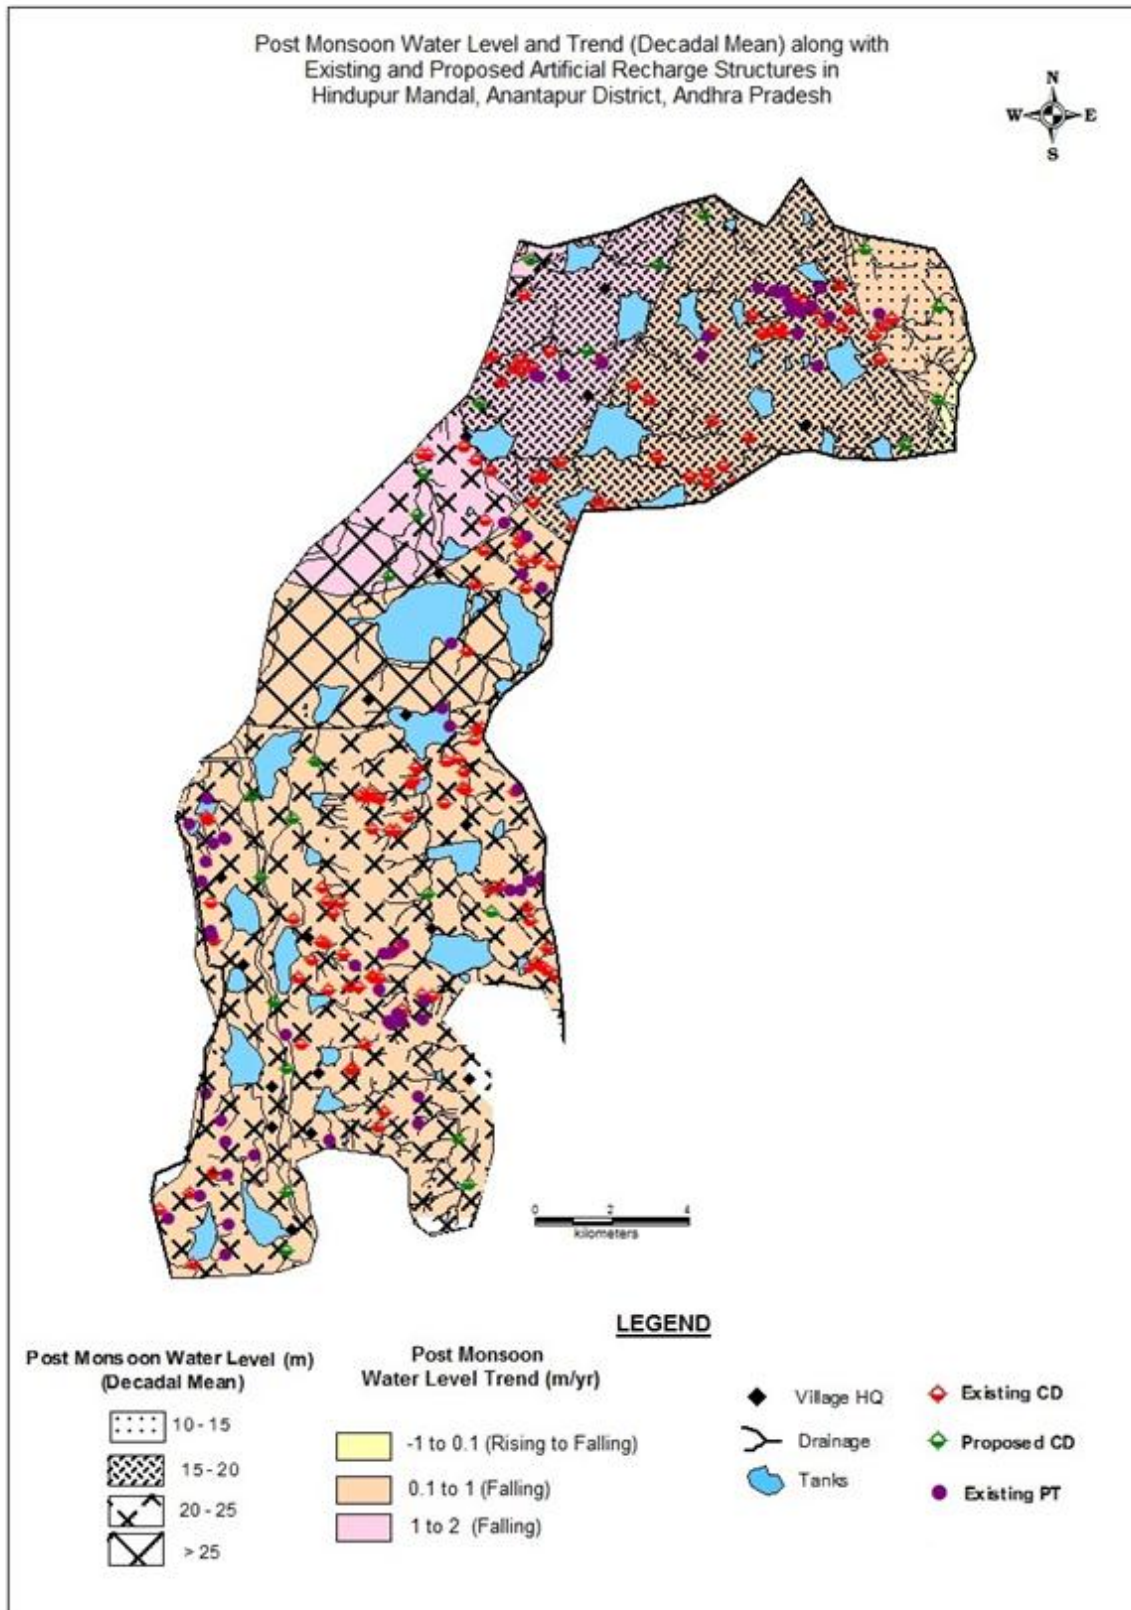 Post Monsoon Water Level and Trend (Decadal Mean) along with
Existing and Proposed Artificial Recharge Structures in
Hindupur Mandal, Anantapur District, Andhra Pradesh
N
W E
S
0 2 4
kilometers
LEGEND
Post Monsoon Water Level (m)
(Decadal Mean)
10 - 15
15 - 20
20 - 25
> 25
Post Monsoon
Water Level Trend (m/yr)
-1 to 0.1 (Rising to Falling)
0.1 to 1 (Falling)
1 to 2 (Falling)
Village HQ
Drainage
Tanks
Existing CD
Proposed CD
Existing PT